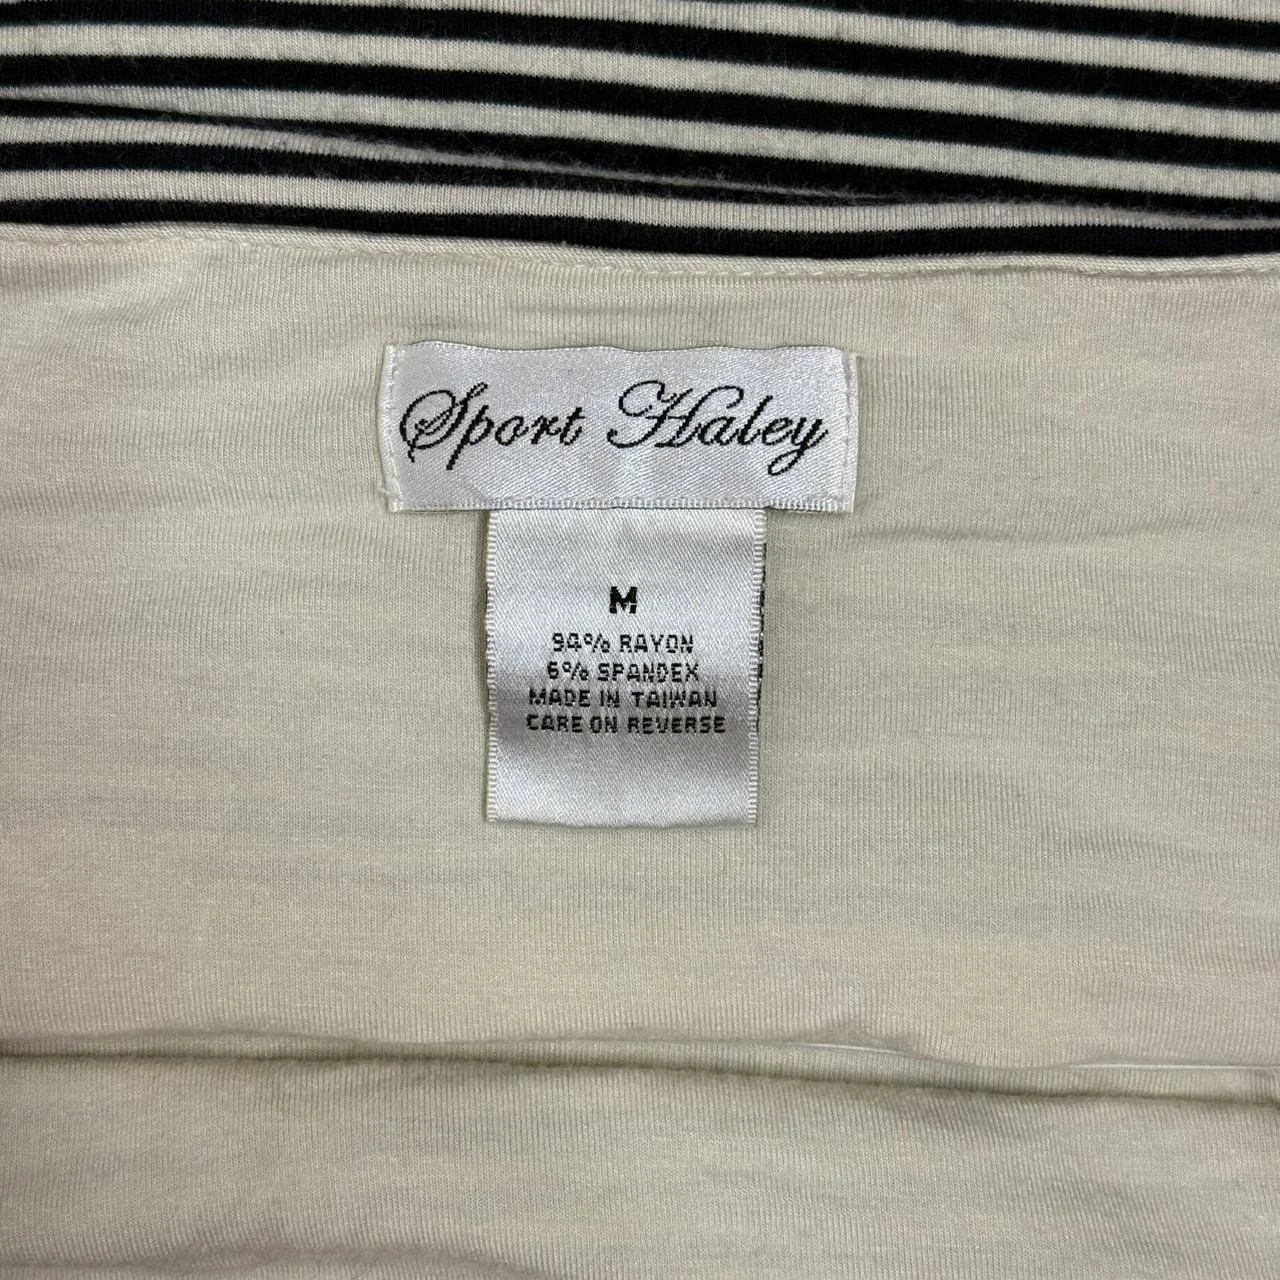 Sport Haley
M
94% RAYON
6% SPANDEX
MADE IN TAIWAN
CARE ON REVERSE